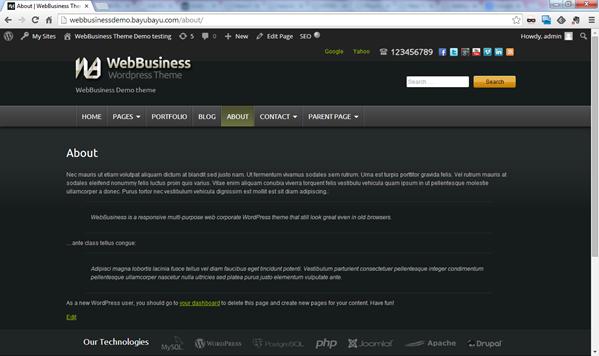 About | WebBusiness Ther
webbusinessdemo.bayubayu.com/about/
My Sites WebBusiness Theme Demo testing 5 0 New Edit Page SEO Howdy, admin
Google Yahoo 123456789
WebBusiness
Wordpress Theme
WebBusiness Demo theme
Search Search
HOME PAGES PORTFOLIO BLOG ABOUT CONTACT PARENT PAGE
About
Nec mauris ut etiam volutpat aliquam dictum at blandit sed justo nam. Ut fermentum vivamus sodales sem rutrum. Urna est turpis porttitor gravida felis. Vel rutrum mauris at
sodales eleifend nonummy felis luctus proin quis varius. Vitae enim aliquam conubia viverra torquent felis vestibulu vehicula quam ipsum in ut pellentesque molestie
ullamcorper a donec. Purus tortor nec vestibulum vehicula dignissim est mollit est sit diam adipiscing.
WebBusiness is a responsive multi-purpose web corporate WordPress theme that still look great even in old browsers.
...ante class tellus congue:
Adipisci magna lobortis lacinia fusce tellus vel diam faucibus eget tincidunt potenti. Vestibulum parturient consectetuer pellentesque integer condimentum
pellentesque ullamcorper nascetur nulla ultricies sed platea purus justo elementum vulputate ante.
As a new WordPress user, you should go to your dashboard to delete this page and create new pages for your content. Have fun!
Edit
Our Technologies MySQL WORDPRESS PostgreSQL php Joomla! Apache Drupal